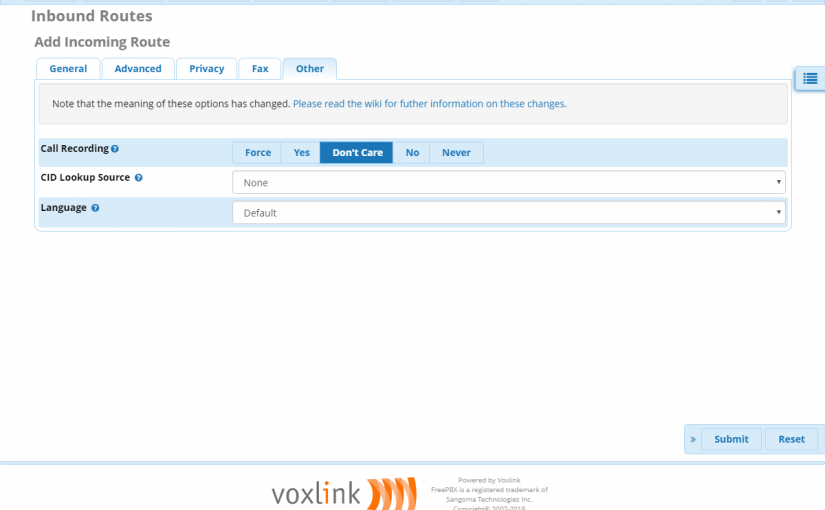 Inbound Routes
Add Incoming Route
General Advanced Privacy Fax Other
Note that the meaning of these options has changed. Please read the wiki for futher information on these changes.
Call Recording Force Yes Don't Care No Never
CID Lookup Source None
Language Default
» Submit Reset
voxlink
Powered by Voxlink
FreePBX is a registered trademark of
Sangoma Technologies Inc.
Copyright© 2007-2018